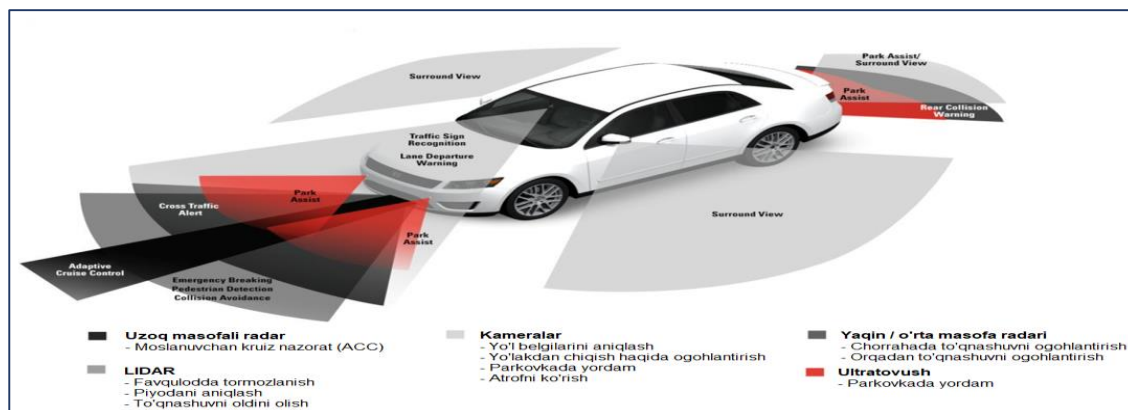 Surround View
Park Assist/
Surround View
Park
Assist
Rear Collision
Warning
Traffic Sign
Recognition
Lane Departure
Warning
Park
Assist
Cross Traffic
Alert
Surround View
Park
Assist
Adaptive
Cruise Control
Emergency Breaking
Pedestrian Detection
Collision Avoidance
Uzoq masofali radar
- Moslanuvchan kruiz nazorat (ACC)
LIDAR
- Favqulodda tormozlanish
- Piyodani aniqlash
- To'qnashuvni oldini olish
Kameralar
- Yo'l belgilarini aniqlash
- Yo'lakdan chiqish haqida ogohlantirish
- Parkovkada yordam
- Atrofni ko'rish
Yaqin / o'rta masofa radari
- Chorrahada to'qnashuvni ogohlantirish
- Orqadan to'qnashuvni ogohlantirish
Ultratovush
- Parkovkada yordam